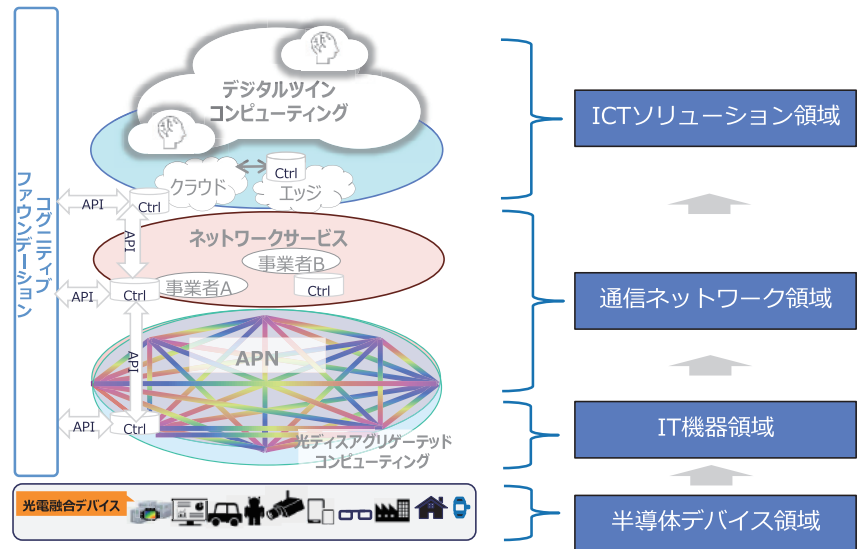 コグニティブ
ファウンデーション
デジタルツイン
コンピューティング
Ctrl
クラウド
エッジ
API
Ctrl
API
ネットワークサービス
事業者B
事業者A
Ctrl
API
Ctrl
APN
API
API
Ctrl
光ディスアグリゲーテッド
コンピューティング
光電融合デバイス
ICTソリューション領域
通信ネットワーク領域
IT機器領域
半導体デバイス領域